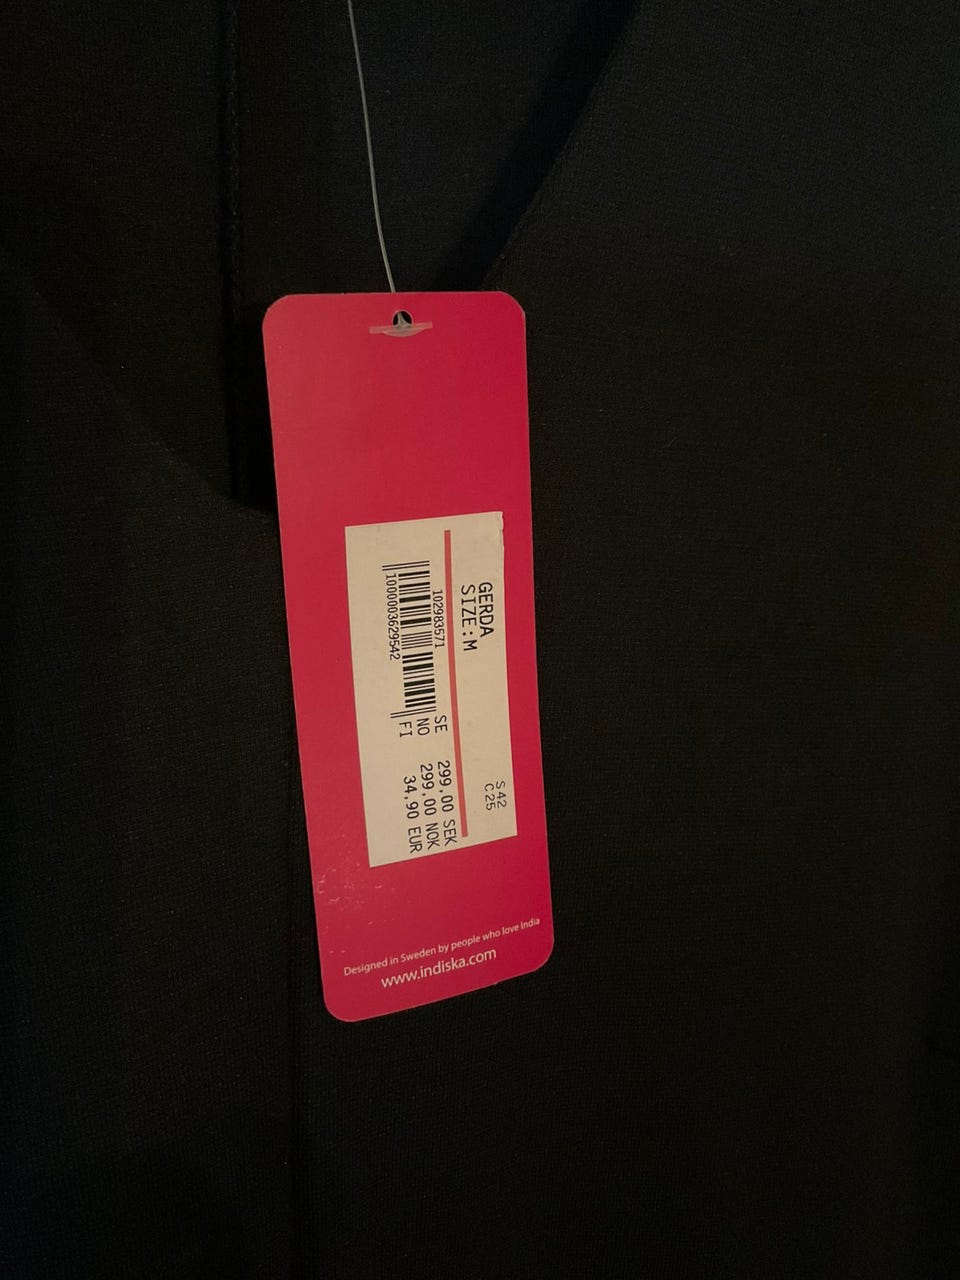 GERDA
SIZE:M
S42
C25
102983571
1000003629542
SE 299,00 SEK
NO 299,00 NOK
FI 34,90 EUR
Designed in Sweden by people who love India
www.indiska.com